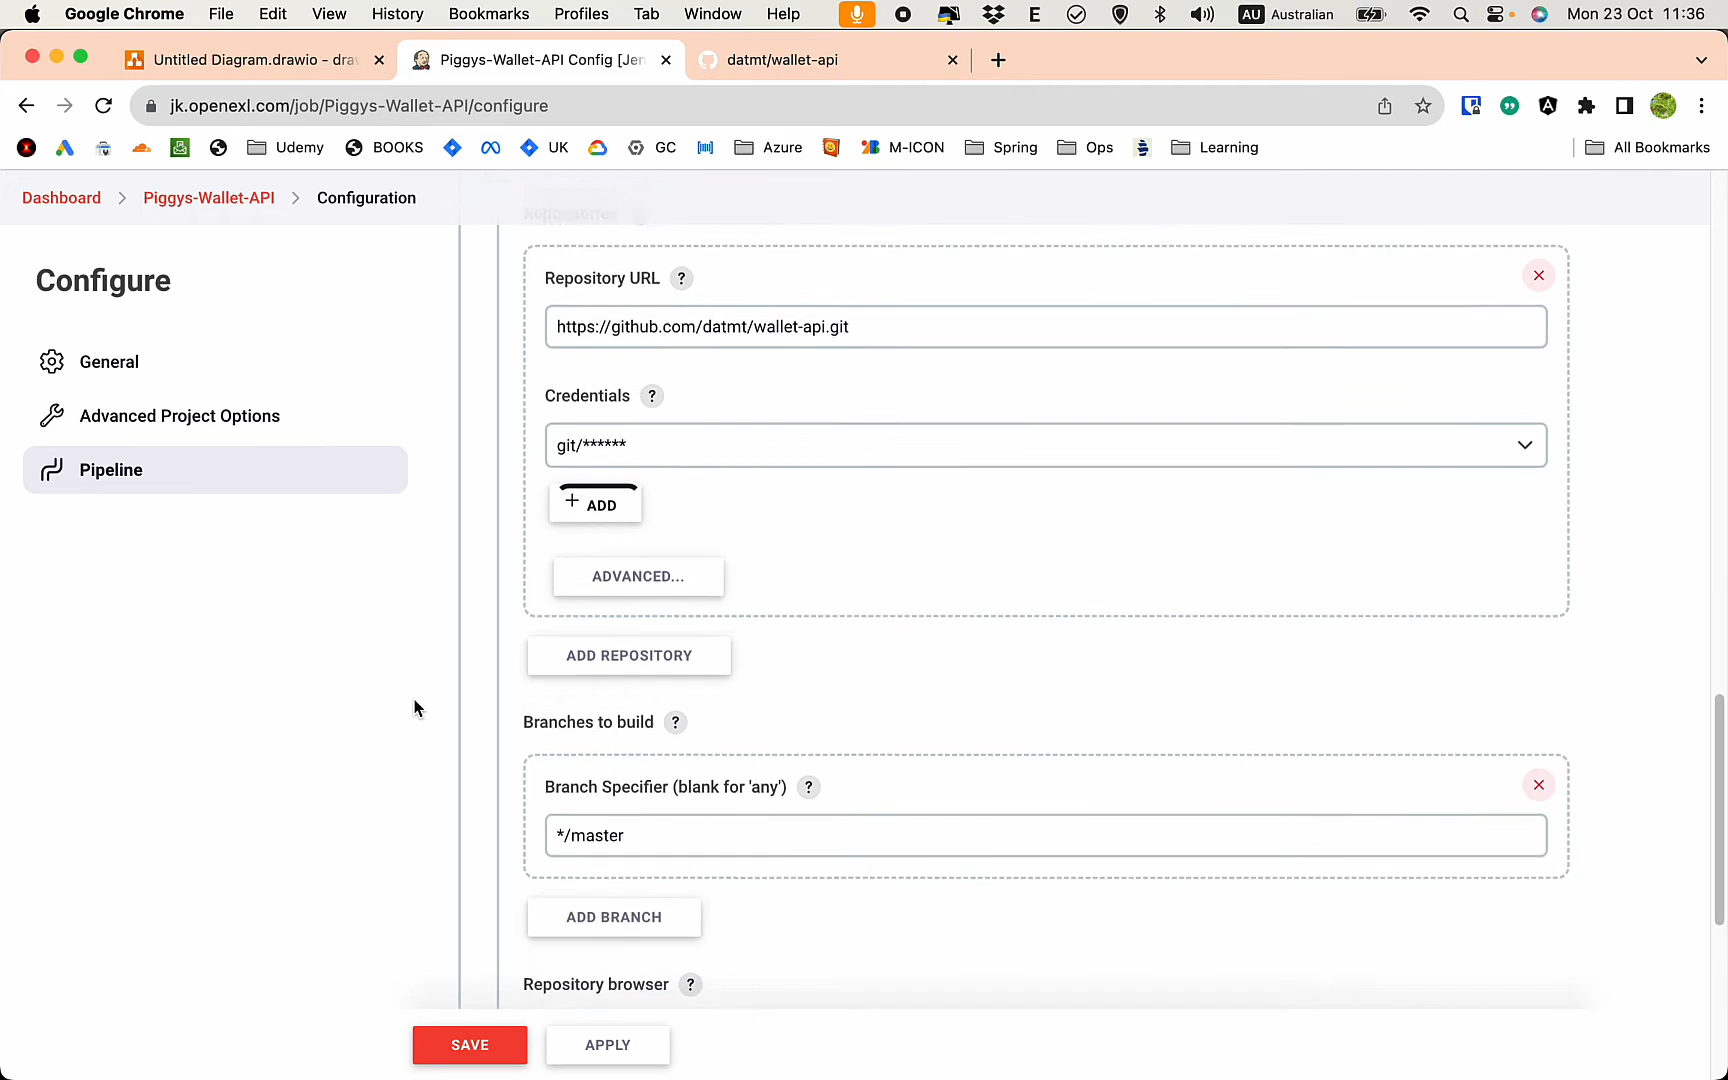 Google Chrome File Edit View History Bookmarks Profiles Tab Window Help E AU Australian Mon 23 Oct 11:36
Untitled Diagram.drawio - dra Piggys-Wallet-API Config [Jen datmt/wallet-api
jk.openexl.com/job/Piggys-Wallet-API/configure
Udemy BOOKS UK GC Azure M-ICON Spring Ops Learning All Bookmarks
Dashboard Piggys-Wallet-API Configuration
Configure
General
Advanced Project Options
Pipeline
Repository URL ?
https://github.com/datmt/wallet-api.git
Credentials ?
git/******
+ ADD
ADVANCED...
ADD REPOSITORY
Branches to build ?
Branch Specifier (blank for 'any') ?
*/master
ADD BRANCH
Repository browser ?
SAVE APPLY